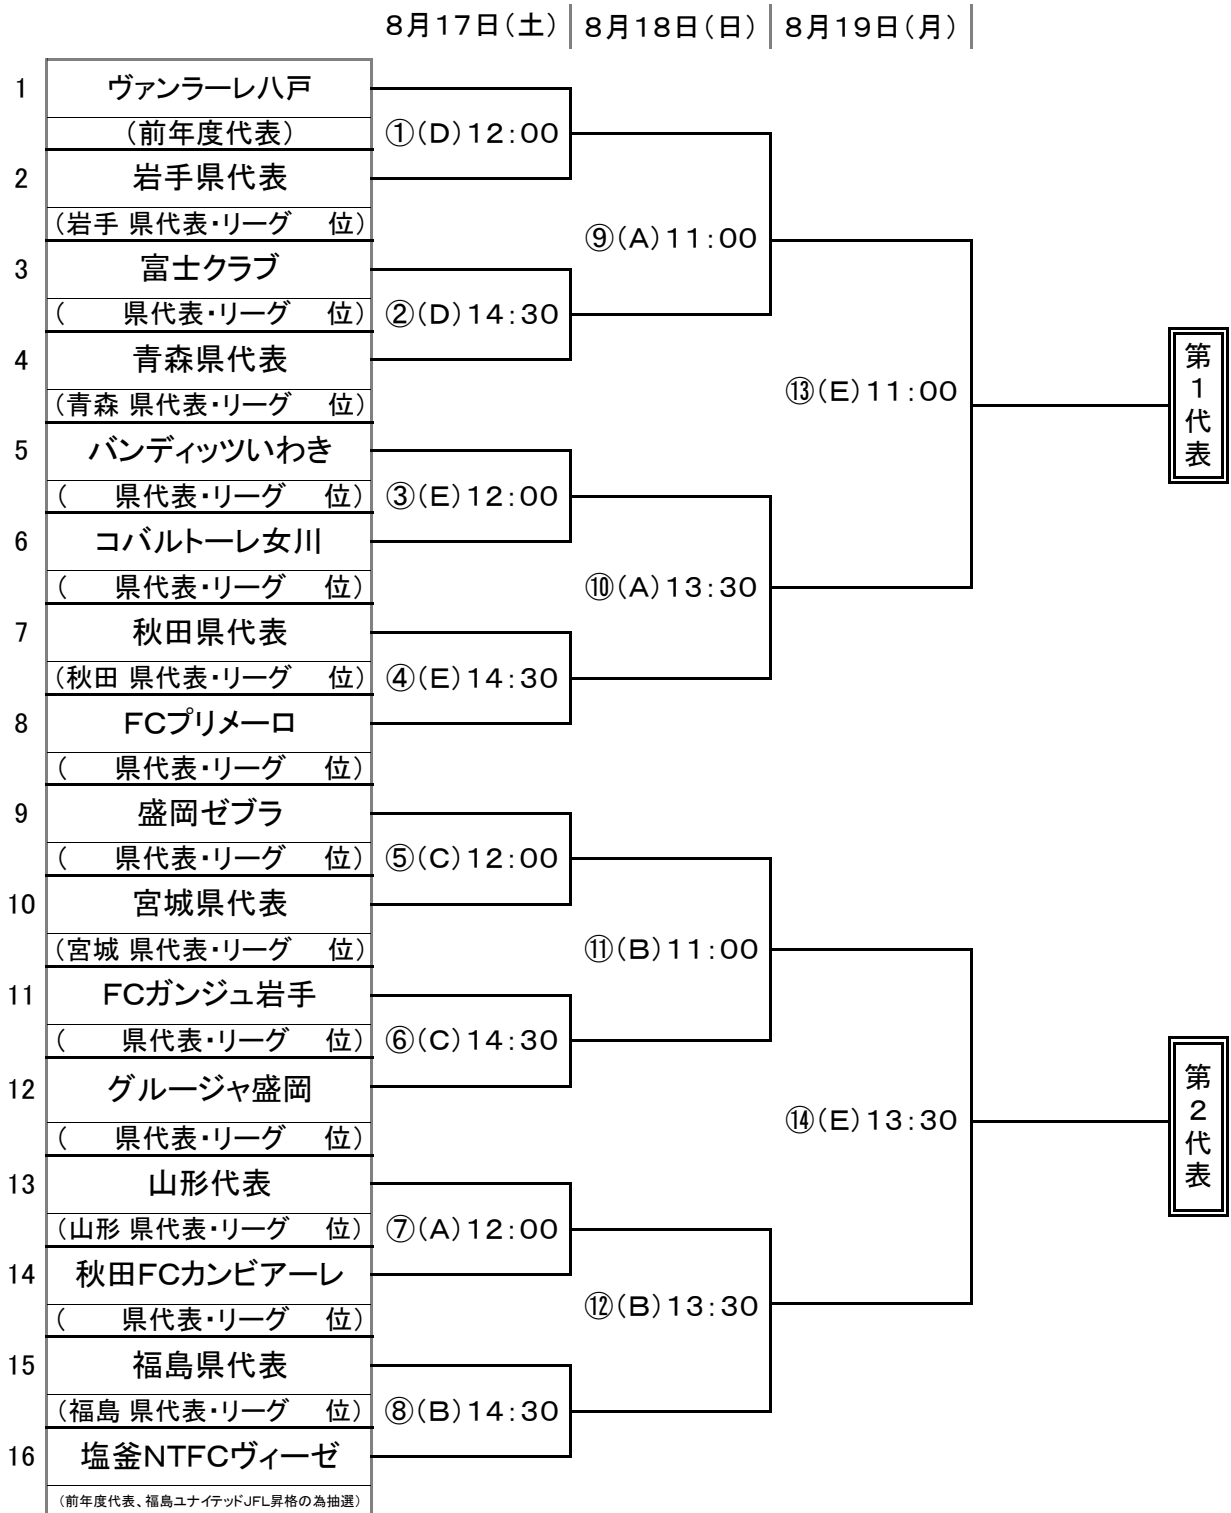 8月17日(土) 8月18日(日) 8月19日(月)
1 ヴァンラーレ八戸
(前年度代表) ①(D)12:00
2 岩手県代表
(岩手 県代表・リーグ 位) ⑨(A)11:00
3 富士クラブ
( 県代表・リーグ 位) ②(D)14:30
4 青森県代表
(青森 県代表・リーグ 位) ⑬(E)11:00
第1代表
5 バンディッツいわき
( 県代表・リーグ 位) ③(E)12:00
6 コバルトーレ女川
( 県代表・リーグ 位) ⑩(A)13:30
7 秋田県代表
(秋田 県代表・リーグ 位) ④(E)14:30
8 FCプリメーロ
( 県代表・リーグ 位)
9 盛岡ゼブラ
( 県代表・リーグ 位) ⑤(C)12:00
10 宮城県代表
(宮城 県代表・リーグ 位) ⑪(B)11:00
11 FCガンジュ岩手
( 県代表・リーグ 位) ⑥(C)14:30
12 グルージャ盛岡
( 県代表・リーグ 位) ⑭(E)13:30
第2代表
13 山形代表
(山形 県代表・リーグ 位) ⑦(A)12:00
14 秋田FCカンビアーレ
( 県代表・リーグ 位) ⑫(B)13:30
15 福島県代表
(福島 県代表・リーグ 位) ⑧(B)14:30
16 塩釜NTFCヴィーゼ
(前年度代表、福島ユナイテッドJFL昇格の為抽選)